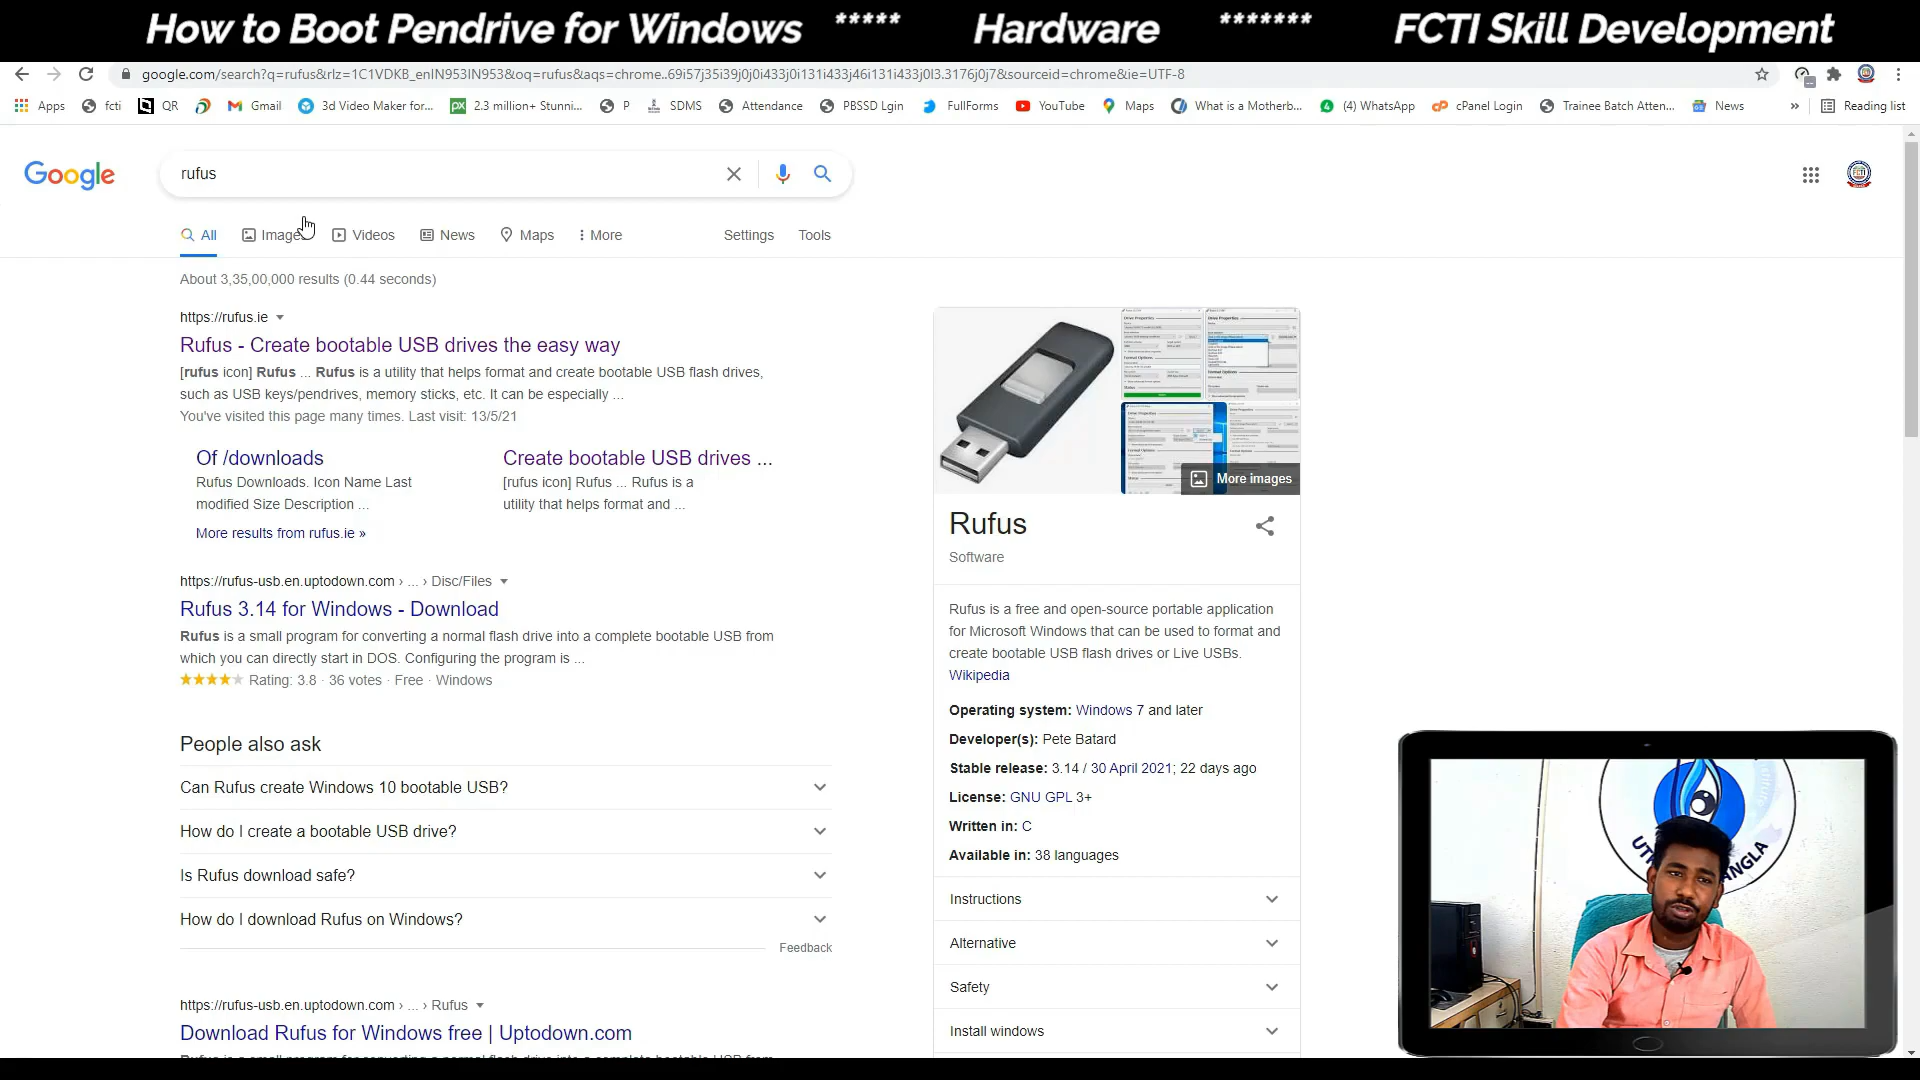 How to Boot Pendrive for Windows ***** Hardware ******* FCTI Skill Development
google.com/search?q=rufus&rlz=1C1VDKB_enIN953IN953&oq=rufus&aqs=chrome..69i57j35i39j0j0i433j0i131i433j46i131i433j0l3.3176j0j7&sourceid=chrome&ie=UTF-8
Apps fcti QR Gmail 3d Video Maker for... 2.3 million+ Stunni... P SDMS Attendance PBSSD Lgin FullForms YouTube Maps What is a Motherb... (4) WhatsApp cPanel Login Trainee Batch Atten... News » Reading list
Google rufus
All Images Videos News Maps More Settings Tools
About 3,35,00,000 results (0.44 seconds)
https://rufus.ie
Rufus - Create bootable USB drives the easy way
[rufus icon] Rufus ... Rufus is a utility that helps format and create bootable USB flash drives,
such as USB keys/pendrives, memory sticks, etc. It can be especially ...
You've visited this page many times. Last visit: 13/5/21
Of /downloads
Rufus Downloads. Icon Name Last
modified Size Description ...
Create bootable USB drives ...
[rufus icon] Rufus ... Rufus is a
utility that helps format and ...
More results from rufus.ie »
https://rufus-usb.en.uptodown.com › ... › Disc/Files
Rufus 3.14 for Windows - Download
Rufus is a small program for converting a normal flash drive into a complete bootable USB from
which you can directly start in DOS. Configuring the program is ...
Rating: 3.8 · 36 votes · Free · Windows
People also ask
Can Rufus create Windows 10 bootable USB?
How do I create a bootable USB drive?
Is Rufus download safe?
How do I download Rufus on Windows?
Feedback
https://rufus-usb.en.uptodown.com › ... › Rufus
Download Rufus for Windows free | Uptodown.com
More images
Rufus
Software
Rufus is a free and open-source portable application
for Microsoft Windows that can be used to format and
create bootable USB flash drives or Live USBs.
Wikipedia
Operating system: Windows 7 and later
Developer(s): Pete Batard
Stable release: 3.14 / 30 April 2021; 22 days ago
License: GNU GPL 3+
Written in: C
Available in: 38 languages
Instructions
Alternative
Safety
Install windows